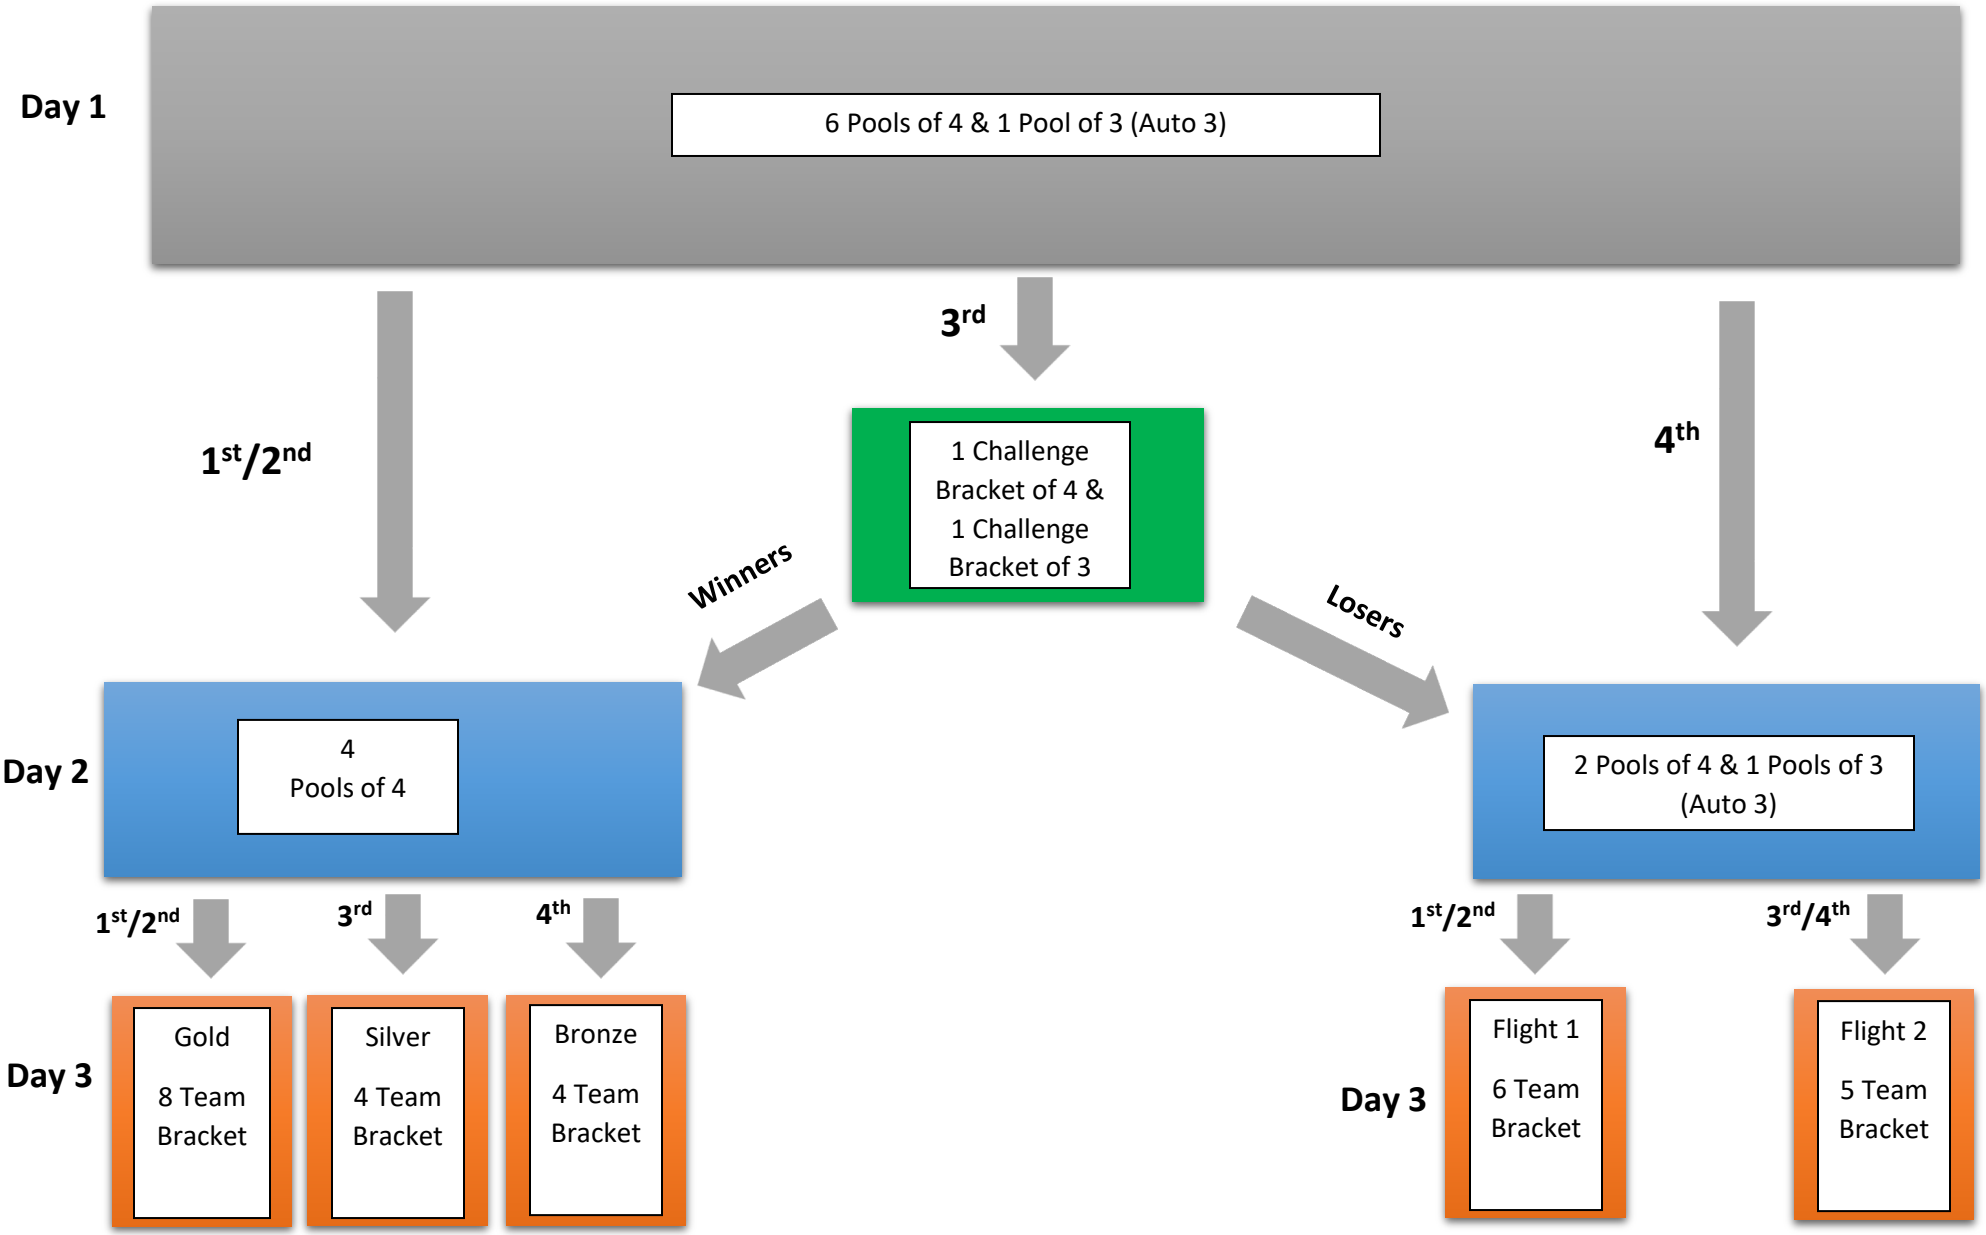 Day 1
6 Pools of 4 & 1 Pool of 3 (Auto 3)
1st/2nd
3rd
4th
1 Challenge
Bracket of 4 &
1 Challenge
Bracket of 3
Winners
Losers
Day 2
4
Pools of 4
2 Pools of 4 & 1 Pools of 3
(Auto 3)
1st/2nd
3rd
4th
1st/2nd
3rd/4th
Day 3
Gold
8 Team
Bracket
Silver
4 Team
Bracket
Bronze
4 Team
Bracket
Day 3
Flight 1
6 Team
Bracket
Flight 2
5 Team
Bracket